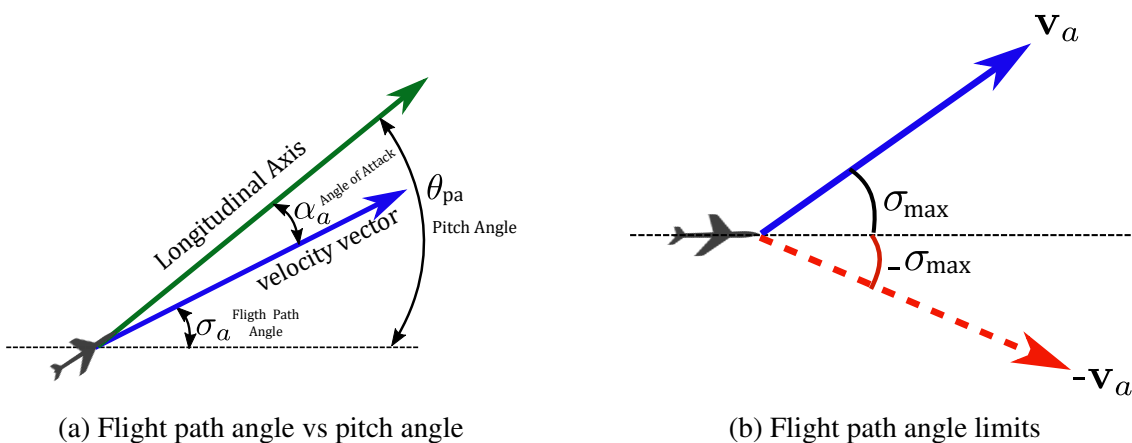 Longitudinal Axis
α_a Angle of Attack
velocity vector
θ_pa
Pitch Angle
σ_a Fligth Path
Angle
(a) Flight path angle vs pitch angle
v_a
σ_max
-σ_max
-v_a
(b) Flight path angle limits